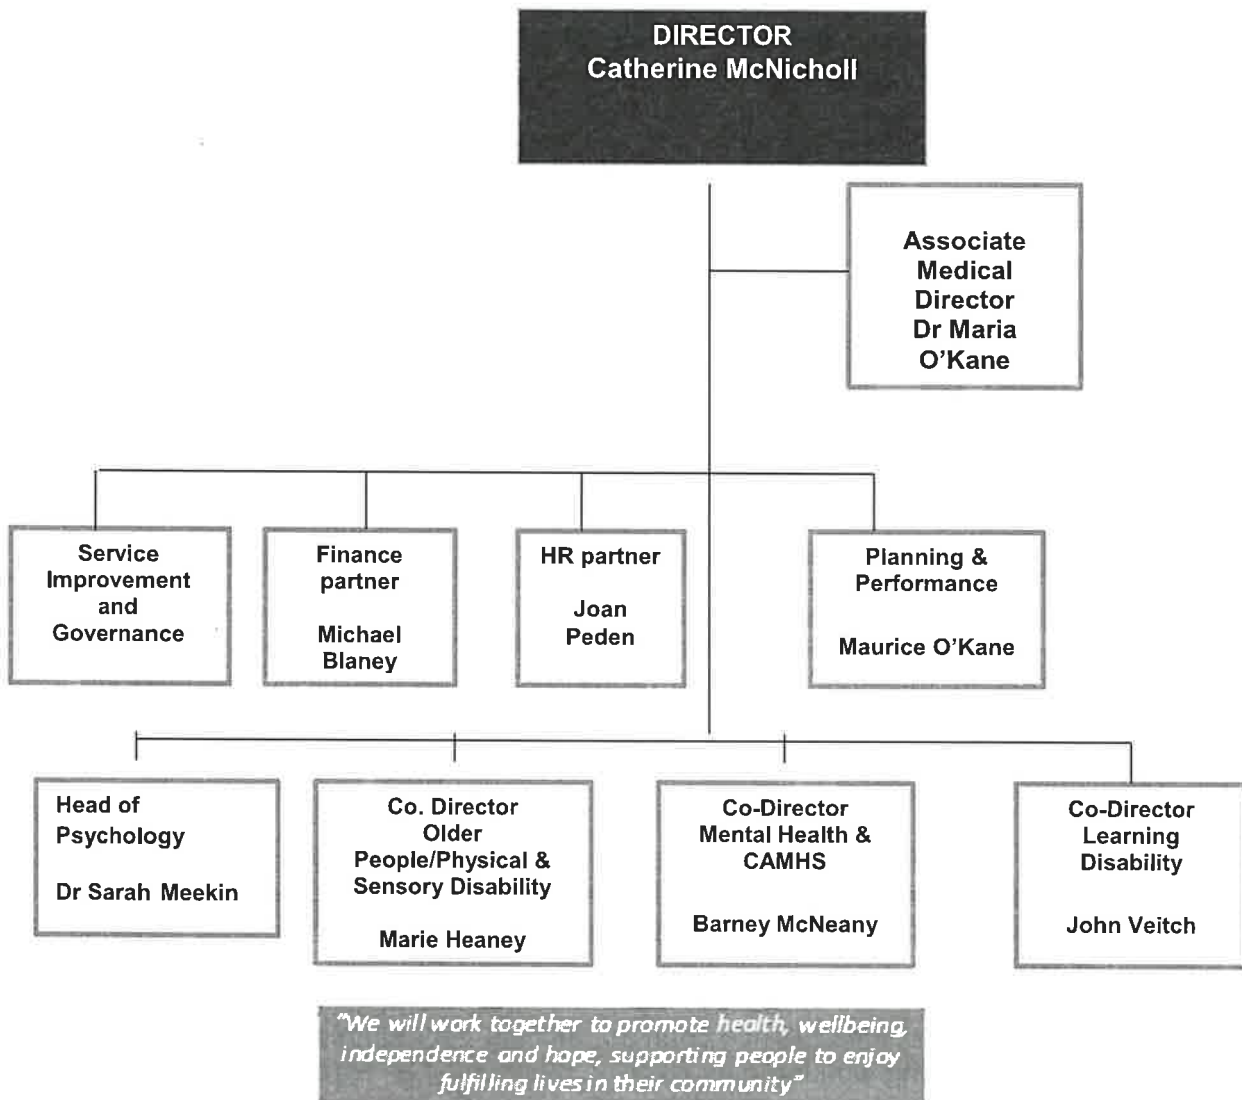 DIRECTOR
Catherine McNicholl
Associate
Medical
Director
Dr Maria
O'Kane
Service
Improvement
and
Governance
Finance
partner
Michael
Blaney
HR partner
Joan
Peden
Planning &
Performance
Maurice O'Kane
Head of
Psychology
Dr Sarah Meekin
Co. Director
Older
People/Physical &
Sensory Disability
Marie Heaney
Co-Director
Mental Health &
CAMHS
Barney McNeany
Co-Director
Learning
Disability
John Veitch
"We will work together to promote health, wellbeing,
independence and hope, supporting people to enjoy
fulfilling lives in their community"